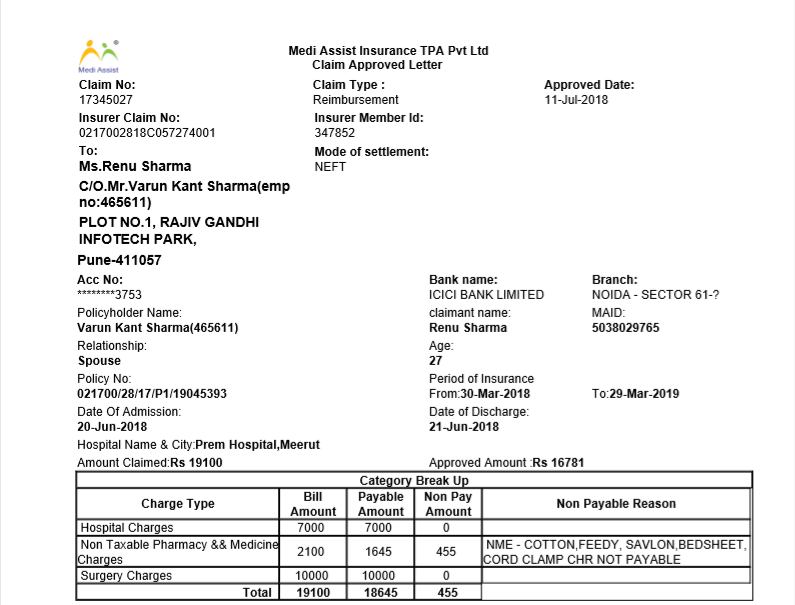 Medi Assist Insurance TPA Pvt Ltd
Claim Approved Letter
Medi Assist
Claim No: Claim Type : Approved Date:
17345027 Reimbursement 11-Jul-2018
Insurer Claim No: Insurer Member Id:
0217002818C057274001 347852
To: Mode of settlement:
Ms.Renu Sharma NEFT
C/O.Mr.Varun Kant Sharma(emp
no:465611)
PLOT NO.1, RAJIV GANDHI
INFOTECH PARK,
Pune-411057
Acc No: Bank name: Branch:
********3753 ICICI BANK LIMITED NOIDA - SECTOR 61-?
Policyholder Name: claimant name: MAID:
Varun Kant Sharma(465611) Renu Sharma 5038029765
Relationship: Age:
Spouse 27
Policy No: Period of Insurance
021700/28/17/P1/19045393 From:30-Mar-2018 To:29-Mar-2019
Date Of Admission: Date of Discharge:
20-Jun-2018 21-Jun-2018
Hospital Name & City:Prem Hospital,Meerut
Amount Claimed:Rs 19100 Approved Amount :Rs 16781
Category Break Up
Charge Type Bill Amount Payable Amount Non Pay Amount Non Payable Reason
Hospital Charges 7000 7000 0
Non Taxable Pharmacy && Medicine Charges 2100 1645 455 NME - COTTON,FEEDY, SAVLON,BEDSHEET, CORD CLAMP CHR NOT PAYABLE
Surgery Charges 10000 10000 0
Total 19100 18645 455